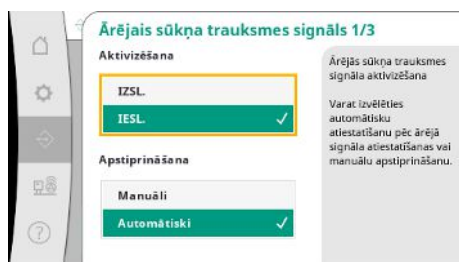 Ārējais sūkņa trauksmes signāls 1/3
Aktivizēšana
IZSL.
IESL.
Apstiprināšana
Manuāli
Automātiski
Ārējās sūkņa trauksmes
signāla aktivizēšana
Varat izvēlēties
automātisku
atiestatīšanu pēc ārējā
signāla atiestatīšanas vai
manuālu apstiprināšanu.
?